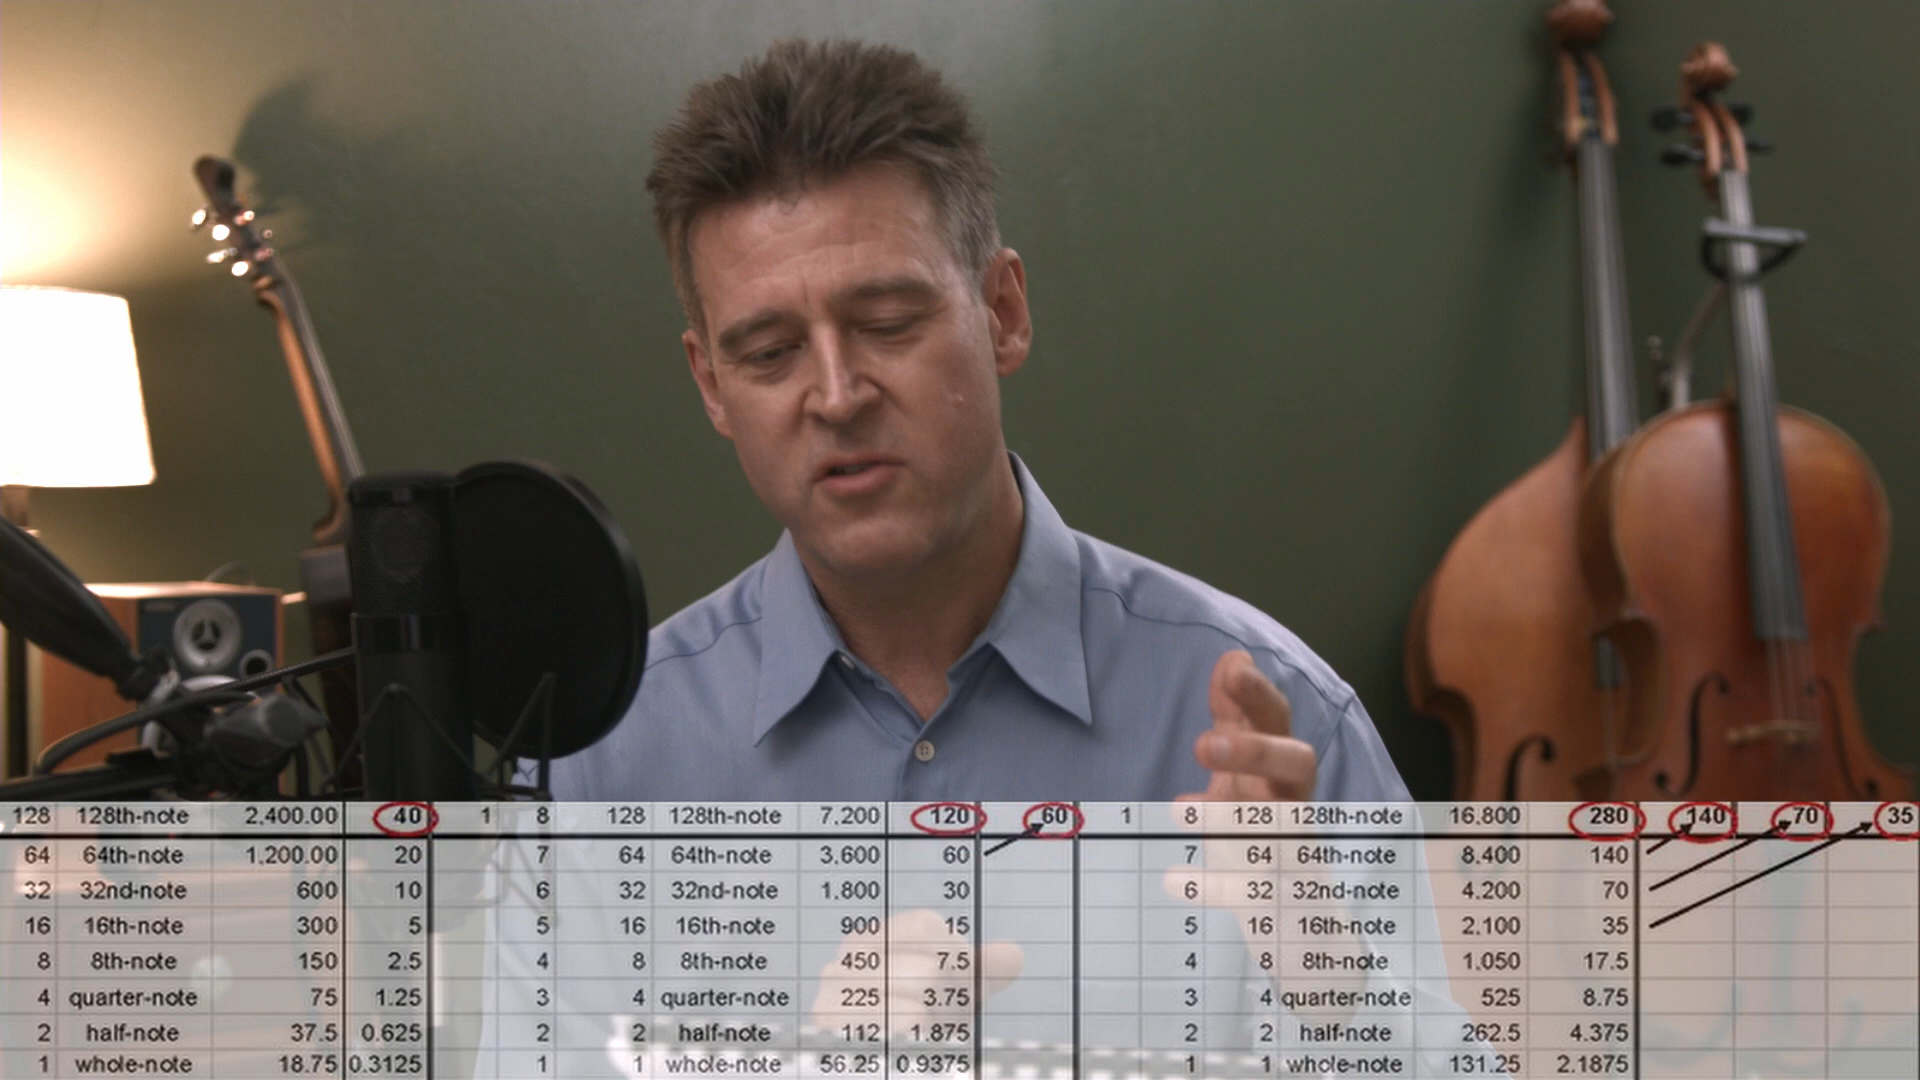 128 128th-note 2,400.00 40 1 8 128 128th-note 7,200 120 60 1 8 128 128th-note 16,800 280 140 70 35
64 64th-note 1,200.00 20 7 64 64th-note 3,600 60 7 64 64th-note 8,400 140
32 32nd-note 600 10 6 32 32nd-note 1,800 30 6 32 32nd-note 4,200 70
16 16th-note 300 5 5 16 16th-note 900 15 5 16 16th-note 2,100 35
8 8th-note 150 2.5 4 8 8th-note 450 7.5 4 8 8th-note 1,050 17.5
4 quarter-note 75 1.25 3 4 quarter-note 225 3.75 3 4 quarter-note 525 8.75
2 half-note 37.5 0.625 2 2 half-note 112 1.875 2 2 half-note 262.5 4.375
1 whole-note 18.75 0.3125 1 1 whole-note 56.25 0.9375 1 1 whole-note 131.25 2.1875